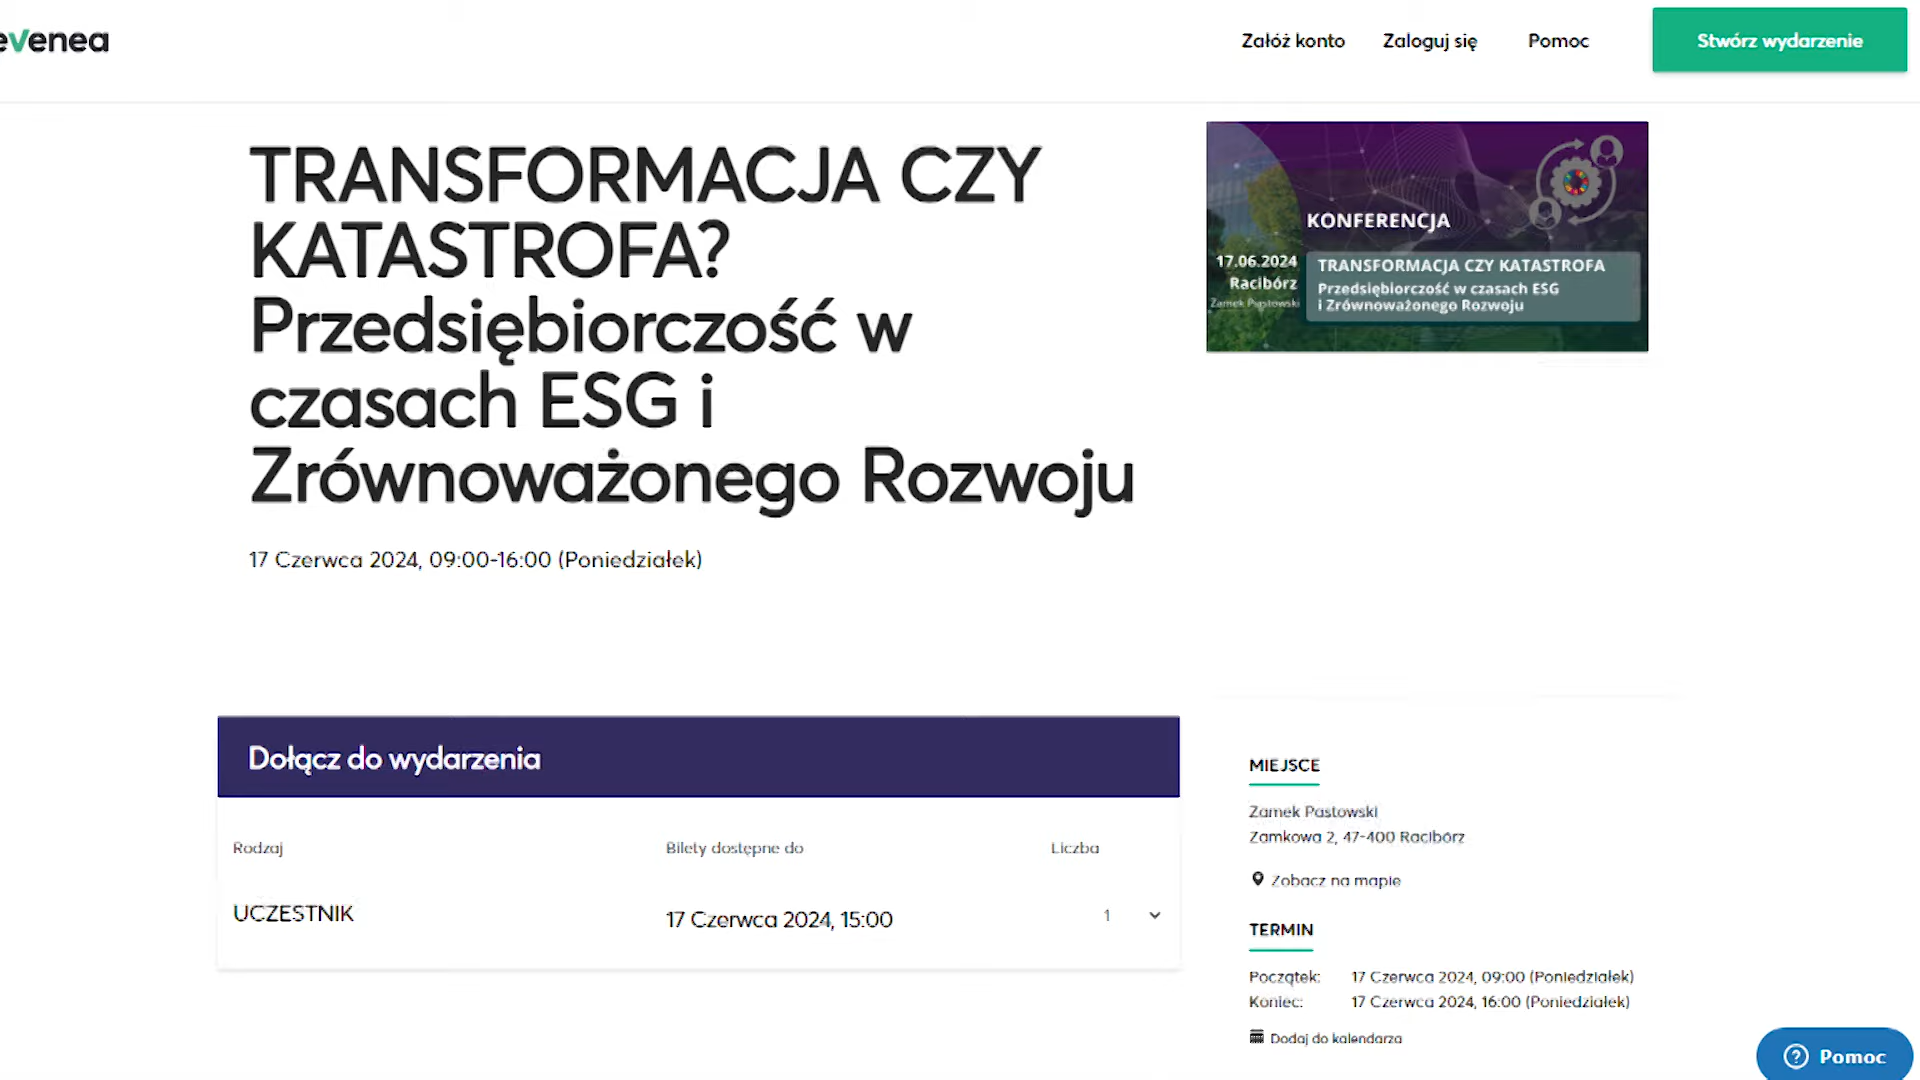 evenea
Załóż konto
Zaloguj się
Pomoc
Stwórz wydarzenie
TRANSFORMACJA CZY
KATASTROFA?
Przedsiębiorczość w
czasach ESG i
Zrównoważonego Rozwoju
17 Czerwca 2024, 09:00-16:00 (Poniedziałek)
KONFERENCJA
17.06.2024
Racibórz
Zamek Piastowski
TRANSFORMACJA CZY KATASTROFA
Przedsiębiorczość w czasach ESG
i Zrównoważonego Rozwoju
Dołącz do wydarzenia
Rodzaj
Bilety dostępne do
Liczba
UCZESTNIK
17 Czerwca 2024, 15:00
1
MIEJSCE
Zamek Pastowski
Zamkowa 2, 47-400 Racibórz
Zobacz na mapie
TERMIN
Początek: 17 Czerwca 2024, 09:00 (Poniedziałek)
Koniec: 17 Czerwca 2024, 16:00 (Poniedziałek)
Dodaj do kalendarza
Pomoc